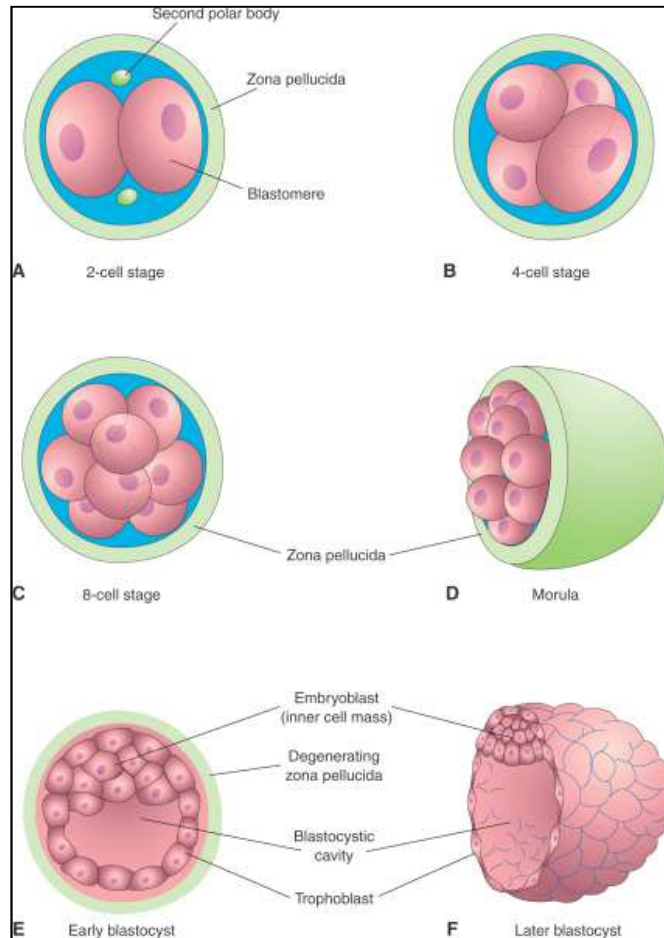 Second polar body
Zona pellucida
Blastomere
A 2-cell stage
B 4-cell stage
Zona pellucida
C 8-cell stage
D Morula
Embryoblast
(inner cell mass)
Degenerating
zona pellucida
Blastocystic
cavity
Trophoblast
E Early blastocyst
F Later blastocyst